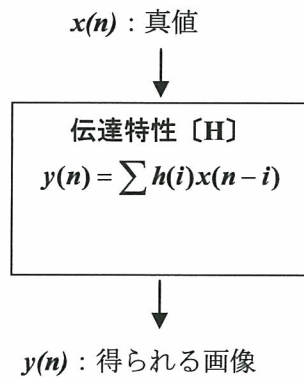 x(n)：真値
伝達特性〔H〕
y(n) = ∑ h(i)x(n − i)
y(n)：得られる画像